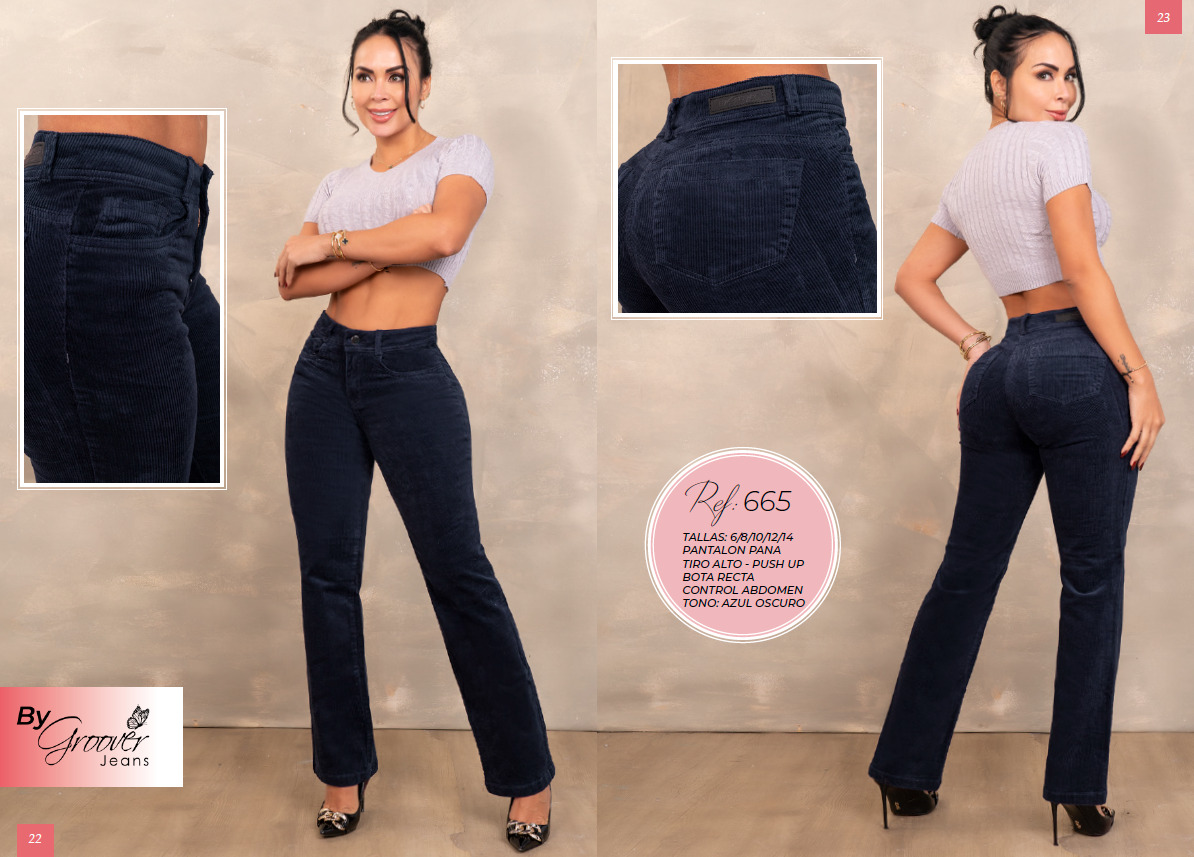 23
Ref: 665
TALLAS: 6/8/10/12/14
PANTALON PANA
TIRO ALTO - PUSH UP
BOTA RECTA
CONTROL ABDOMEN
TONO: AZUL OSCURO
By
Groover
Jeans
22